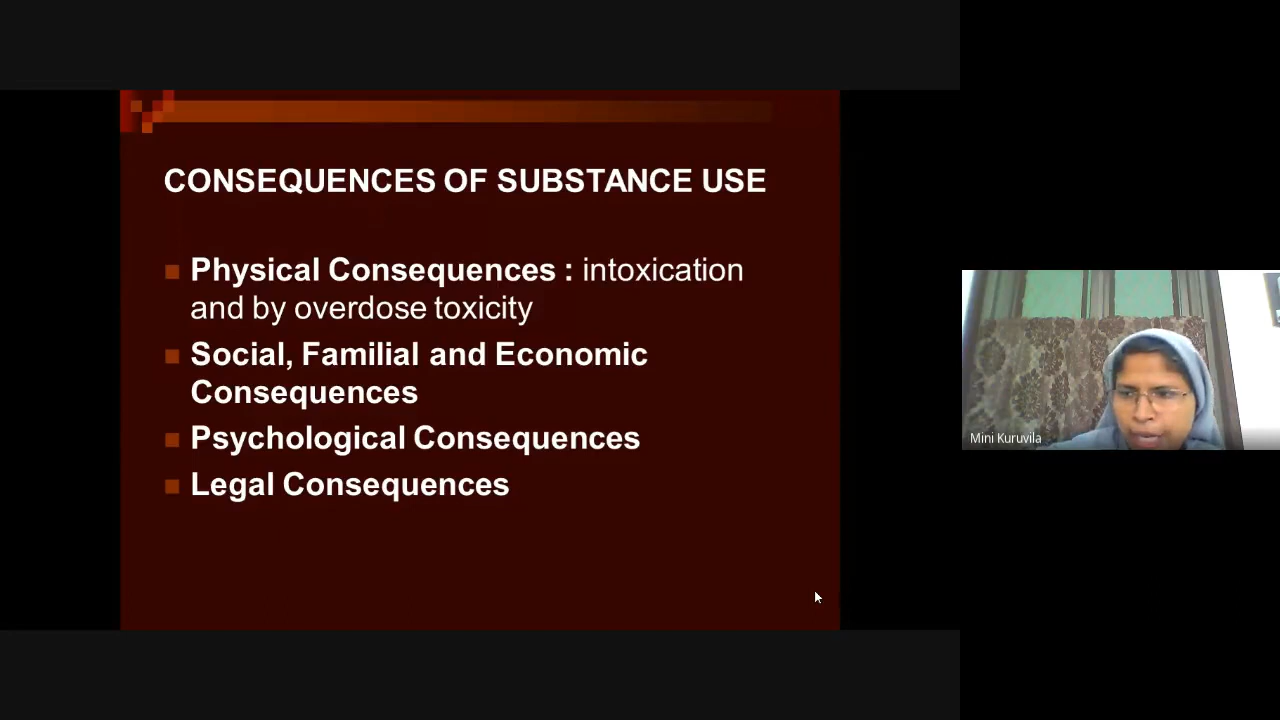 CONSEQUENCES OF SUBSTANCE USE
Physical Consequences : intoxication
and by overdose toxicity
Social, Familial and Economic
Consequences
Psychological Consequences
Legal Consequences
Mini Kuruvila